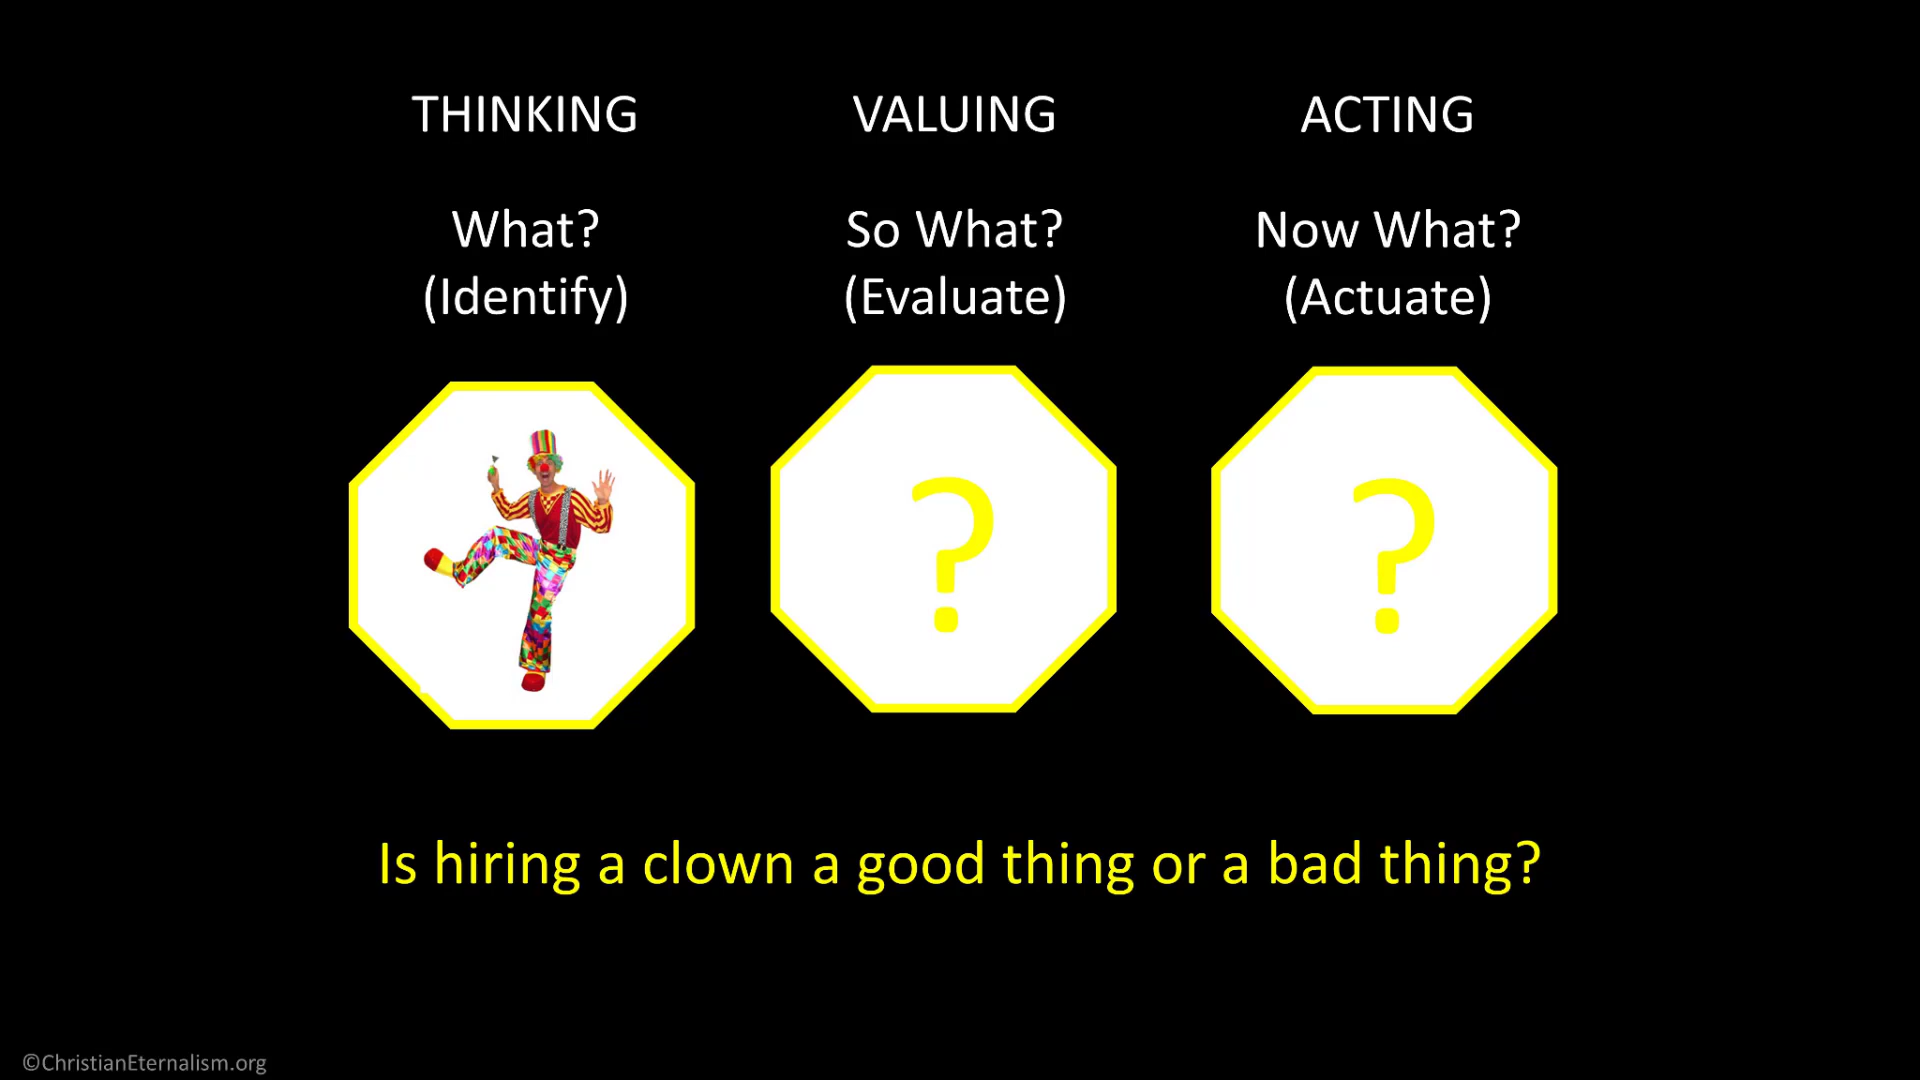 THINKING
VALUING
ACTING
What?
(Identify)
So What?
(Evaluate)
Now What?
(Actuate)
?
?
Is hiring a clown a good thing or a bad thing?
©ChristianEternalism.org